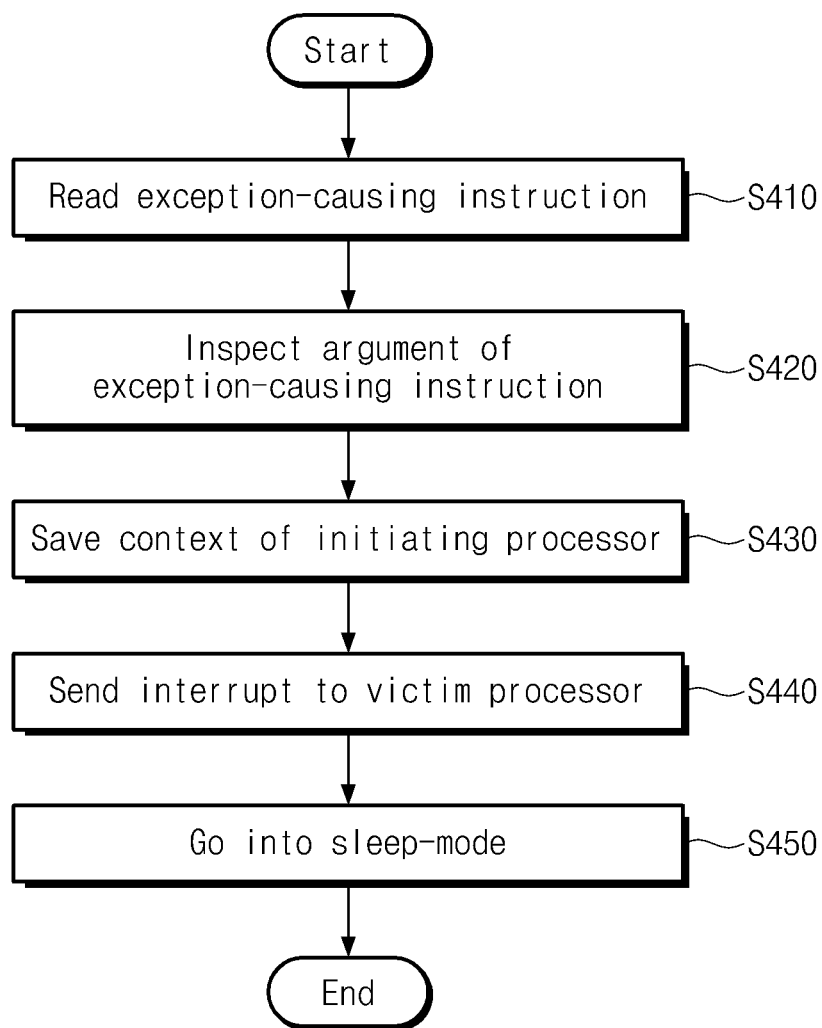 Start
Read exception-causing instruction
S410
Inspect argument of
exception-causing instruction
S420
Save context of initiating processor
S430
Send interrupt to victim processor
S440
Go into sleep-mode
S450
End